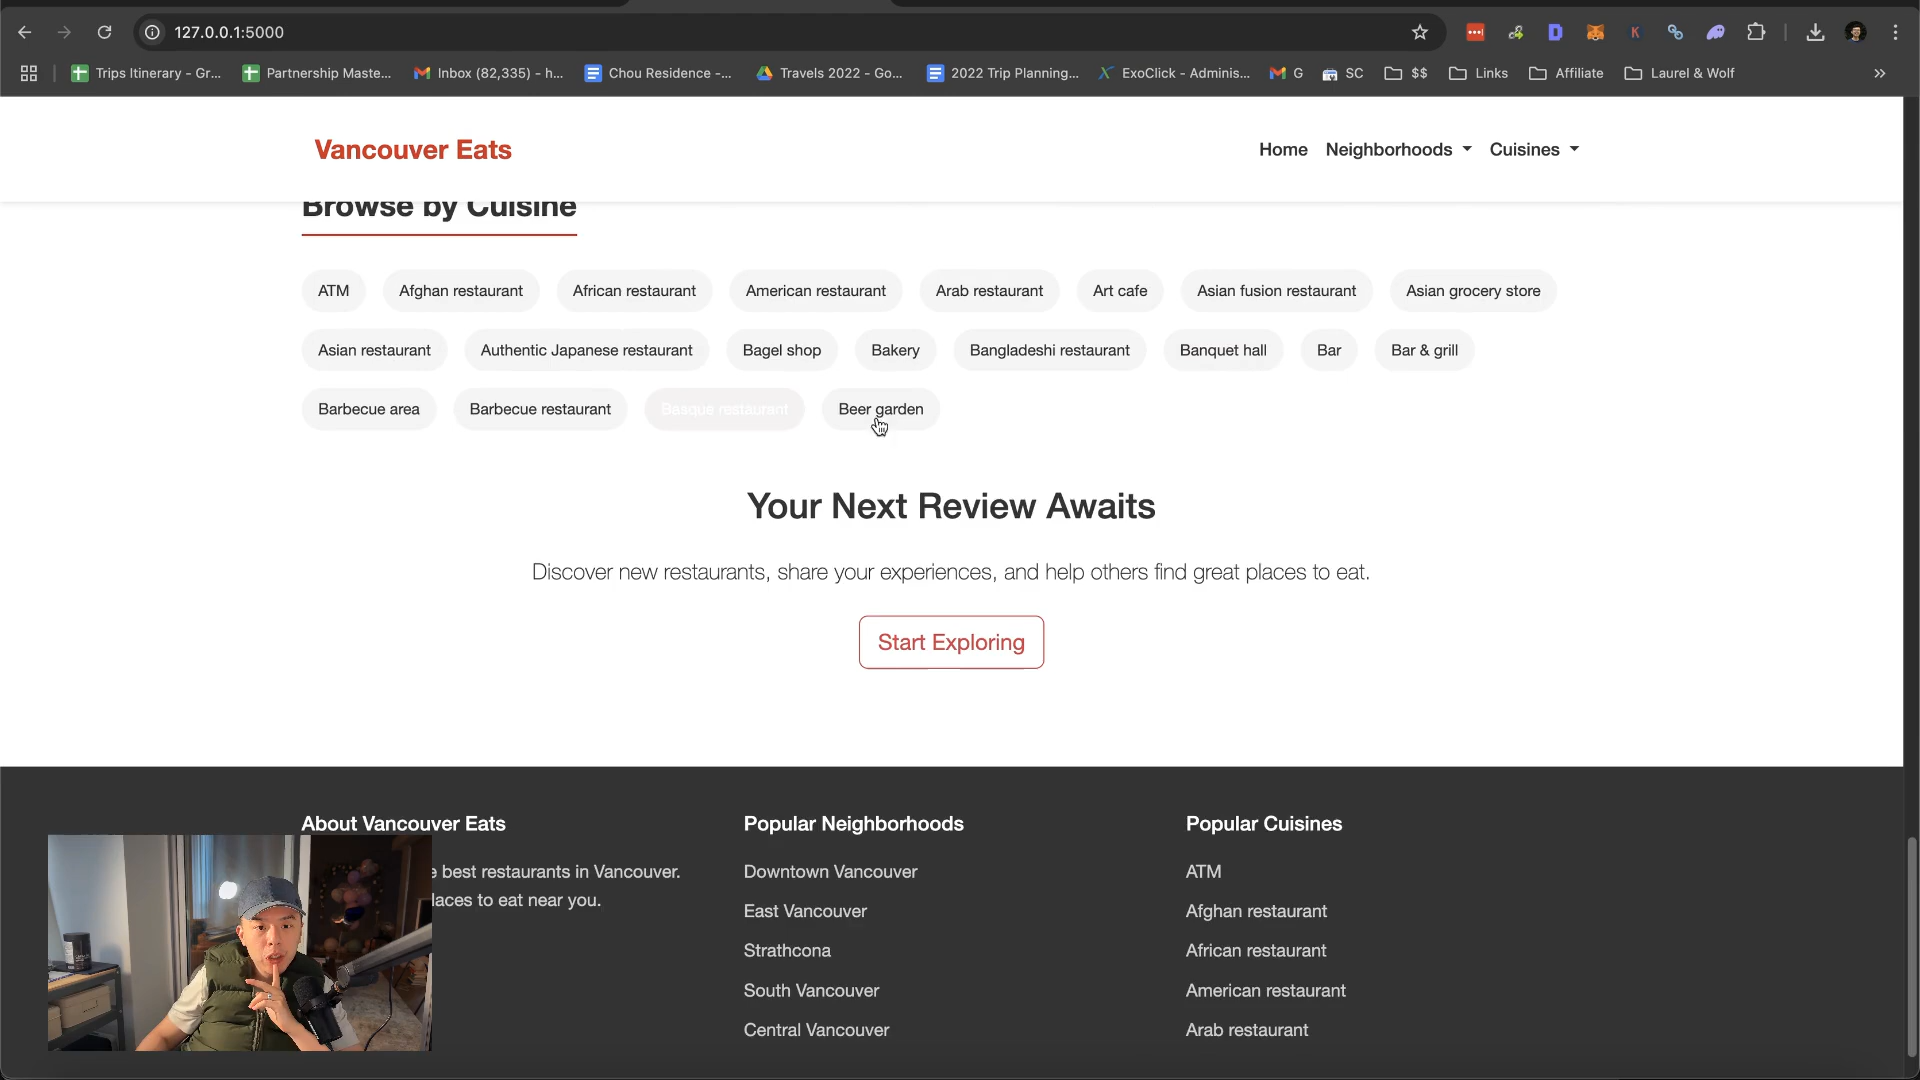 127.0.0.1:5000
Trips Itinerary - Gr...
Partnership Maste...
Inbox (82,335) - h...
Chou Residence -...
Travels 2022 - Go...
2022 Trip Planning...
ExoClick - Adminis...
G
SC
$$
Links
Affiliate
Laurel & Wolf
Vancouver Eats
Home
Neighborhoods
Cuisines
Browse by Cuisine
ATM
Afghan restaurant
African restaurant
American restaurant
Arab restaurant
Art cafe
Asian fusion restaurant
Asian grocery store
Asian restaurant
Authentic Japanese restaurant
Bagel shop
Bakery
Bangladeshi restaurant
Banquet hall
Bar
Bar & grill
Barbecue area
Barbecue restaurant
Basque restaurant
Beer garden
Your Next Review Awaits
Discover new restaurants, share your experiences, and help others find great places to eat.
Start Exploring
About Vancouver Eats
best restaurants in Vancouver.
laces to eat near you.
Popular Neighborhoods
Downtown Vancouver
East Vancouver
Strathcona
South Vancouver
Central Vancouver
Popular Cuisines
ATM
Afghan restaurant
African restaurant
American restaurant
Arab restaurant